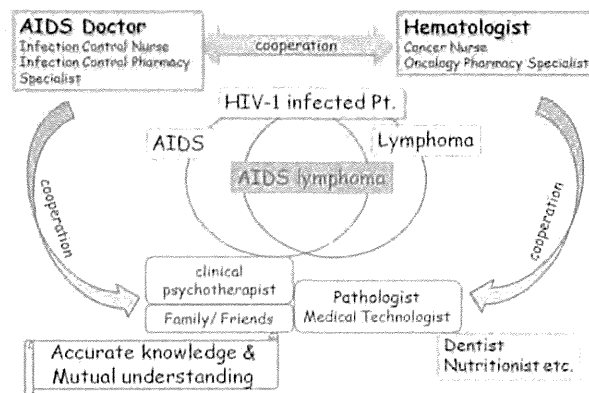 AIDS Doctor
Infection Control Nurse
Infection Control Pharmacy
Specialist
cooperation
Hematologist
Cancer Nurse
Oncology Pharmacy Specialist
HIV-1 infected Pt.
AIDS
Lymphoma
AIDS lymphoma
cooperation
cooperation
clinical
psychotherapist
Family/ Friends
Pathologist
Medical Technologist
Accurate knowledge &
Mutual understanding
Dentist
Nutritionist etc.